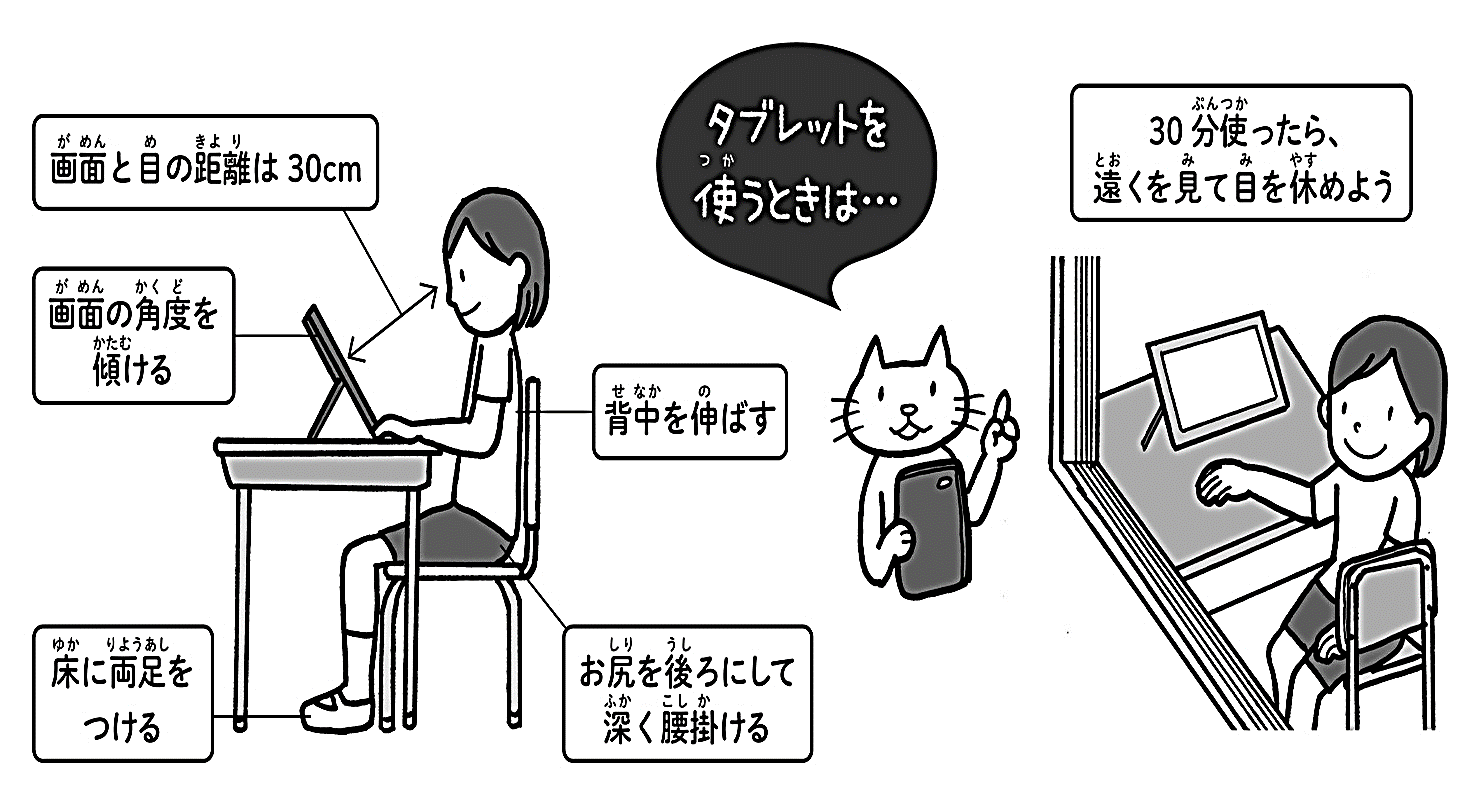 タブレットを
使うときは…
画面と目の距離は30cm
画面の角度を
傾ける
背中を伸ばす
床に両足を
つける
お尻を後ろにして
深く腰掛ける
30分使ったら、
遠くを見て目を休めよう